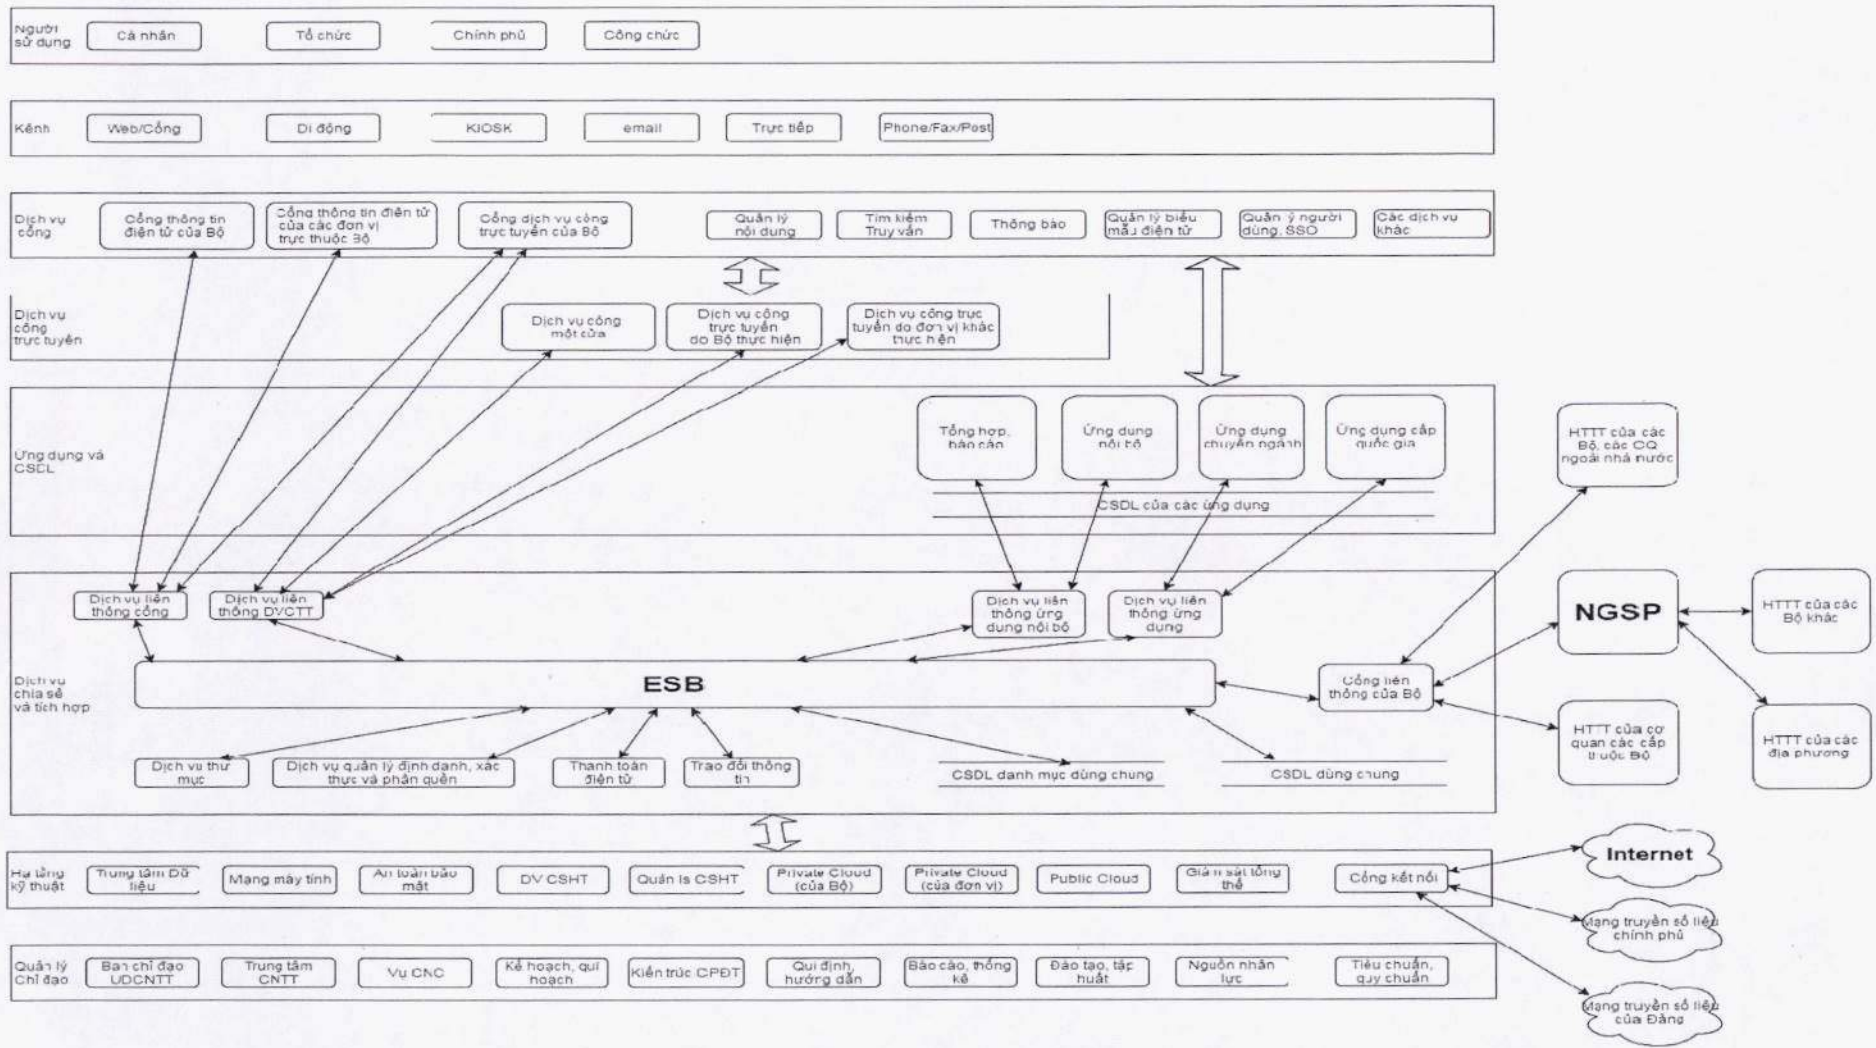 Người
sử dụng
Cá nhân
Tổ chức
Chính phủ
Công chức
Kênh
Web/Cổng
Di động
KIOSK
email
Trực tiếp
Phone/Fax/Post
Dịch vụ
cổng
Cổng thông tin
điện tử của Bộ
Cổng thông tin điện tử
của các đơn vị
trực thuộc Bộ
Cổng dịch vụ công
trực tuyến của Bộ
Quản lý
nội dung
Tìm kiếm
Truy vấn
Thông báo
Quản lý biểu
mẫu điện tử
Quản lý người
dùng, SSO
Các dịch vụ
khác
Dịch vụ
công
trực tuyến
Dịch vụ công
một cửa
Dịch vụ công
trực tuyến
do Bộ thực hiện
Dịch vụ công trực
tuyến do đơn vị khác
thực hiện
Ứng dụng và
CSDL
Tổng hợp,
báo cáo
Ứng dụng
nội bộ
Ứng dụng
chuyên ngành
Ứng dụng cấp
quốc gia
CSDL của các ứng dụng
HTTT của các
Bộ, các CQ
ngoài nhà nước
Dịch vụ
chia sẻ
và tích hợp
Dịch vụ liên
thông cổng
Dịch vụ liên
thông DVCTT
Dịch vụ liên
thông ứng
dụng nội bộ
Dịch vụ liên
thông ứng
dụng
ESB
Cổng liên
thông của Bộ
NGSP
HTTT của các
Bộ khác
HTTT của cơ
quan các cấp
thuộc Bộ
HTTT của các
địa phương
Dịch vụ thư
mục
Dịch vụ quản lý định danh, xác
thực và phân quền
Thanh toán
điện tử
Trao đổi thông
tin
CSDL danh mục dùng chung
CSDL dùng chung
Hạ tầng
kỹ thuật
Trung tâm Dữ
liệu
Mạng máy tính
An toàn bảo
mật
DV CSHT
Quản ls CSHT
Private Cloud
(của Bộ)
Private Cloud
(của đơn vị)
Public Cloud
Giám sát tổng
thể
Cổng kết nối
Internet
Mạng truyền số liệu
chính phủ
Mạng truyền số liệu
của Đảng
Quản lý
Chỉ đạo
Ban chỉ đạo
UDCNTT
Trung tâm
CNTT
Vụ CNC
Kế hoạch, qui
hoạch
Kiến trúc CPĐT
Qui định,
hướng dẫn
Báo cáo, thống
kê
Đào tạo, tập
huất
Nguồn nhân
lực
Tiêu chuẩn,
quy chuẩn